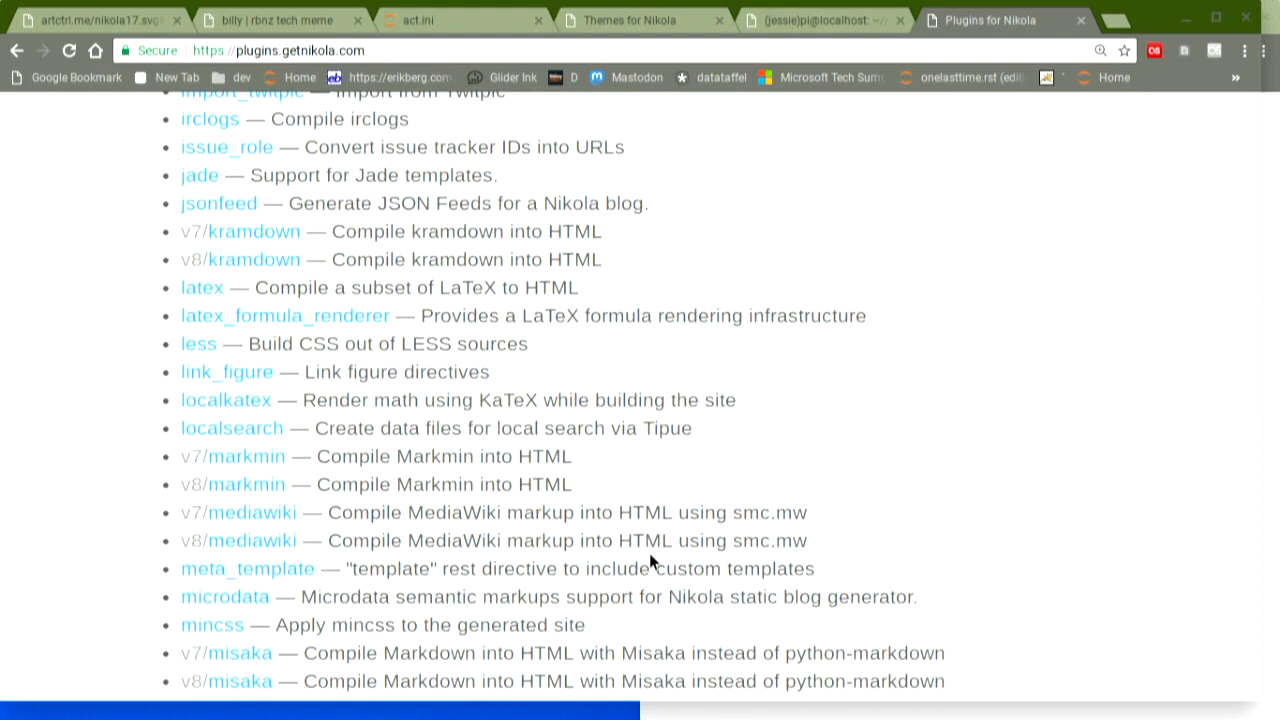 artctrl.me/nikola17.svg
billy | rbnz tech meme
act.ini
Themes for Nikola
(jessie)pi@localhost: ~/
Plugins for Nikola
Secure https://plugins.getnikola.com
Google Bookmark New Tab dev Home https://erikberg.com Glider Ink D Mastodon datataffel Microsoft Tech Sum onelasttime.rst (edit Home »
import_twitpic — Import from Twitpic
irclogs — Compile irclogs
issue_role — Convert issue tracker IDs into URLs
jade — Support for Jade templates.
jsonfeed — Generate JSON Feeds for a Nikola blog.
v7/kramdown — Compile kramdown into HTML
v8/kramdown — Compile kramdown into HTML
latex — Compile a subset of LaTeX to HTML
latex_formula_renderer — Provides a LaTeX formula rendering infrastructure
less — Build CSS out of LESS sources
link_figure — Link figure directives
localkatex — Render math using KaTeX while building the site
localsearch — Create data files for local search via Tipue
v7/markmin — Compile Markmin into HTML
v8/markmin — Compile Markmin into HTML
v7/mediawiki — Compile MediaWiki markup into HTML using smc.mw
v8/mediawiki — Compile MediaWiki markup into HTML using smc.mw
meta_template — "template" rest directive to include custom templates
microdata — Microdata semantic markups support for Nikola static blog generator.
mincss — Apply mincss to the generated site
v7/misaka — Compile Markdown into HTML with Misaka instead of python-markdown
v8/misaka — Compile Markdown into HTML with Misaka instead of python-markdown